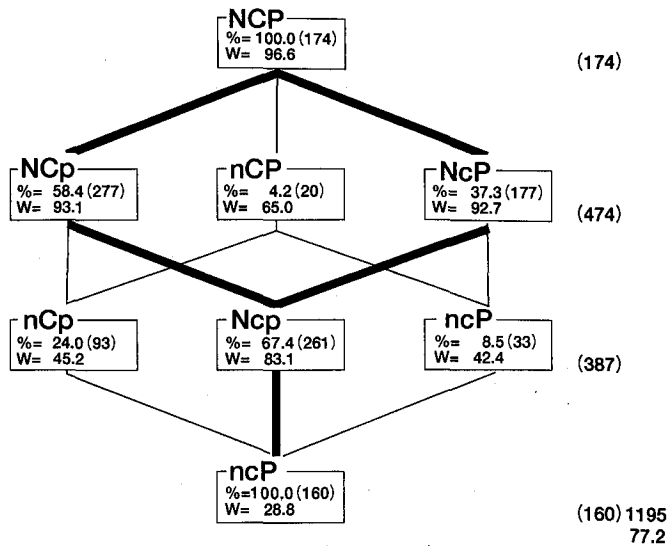 NCP
%= 100.0 (174)
W= 96.6
(174)
NCp
%= 58.4 (277)
W= 93.1
nCP
%= 4.2 (20)
W= 65.0
NcP
%= 37.3 (177)
W= 92.7
(474)
nCp
%= 24.0 (93)
W= 45.2
Ncp
%= 67.4 (261)
W= 83.1
ncP
%= 8.5 (33)
W= 42.4
(387)
ncP
%=100.0 (160)
W= 28.8
(160) 1195
77.2